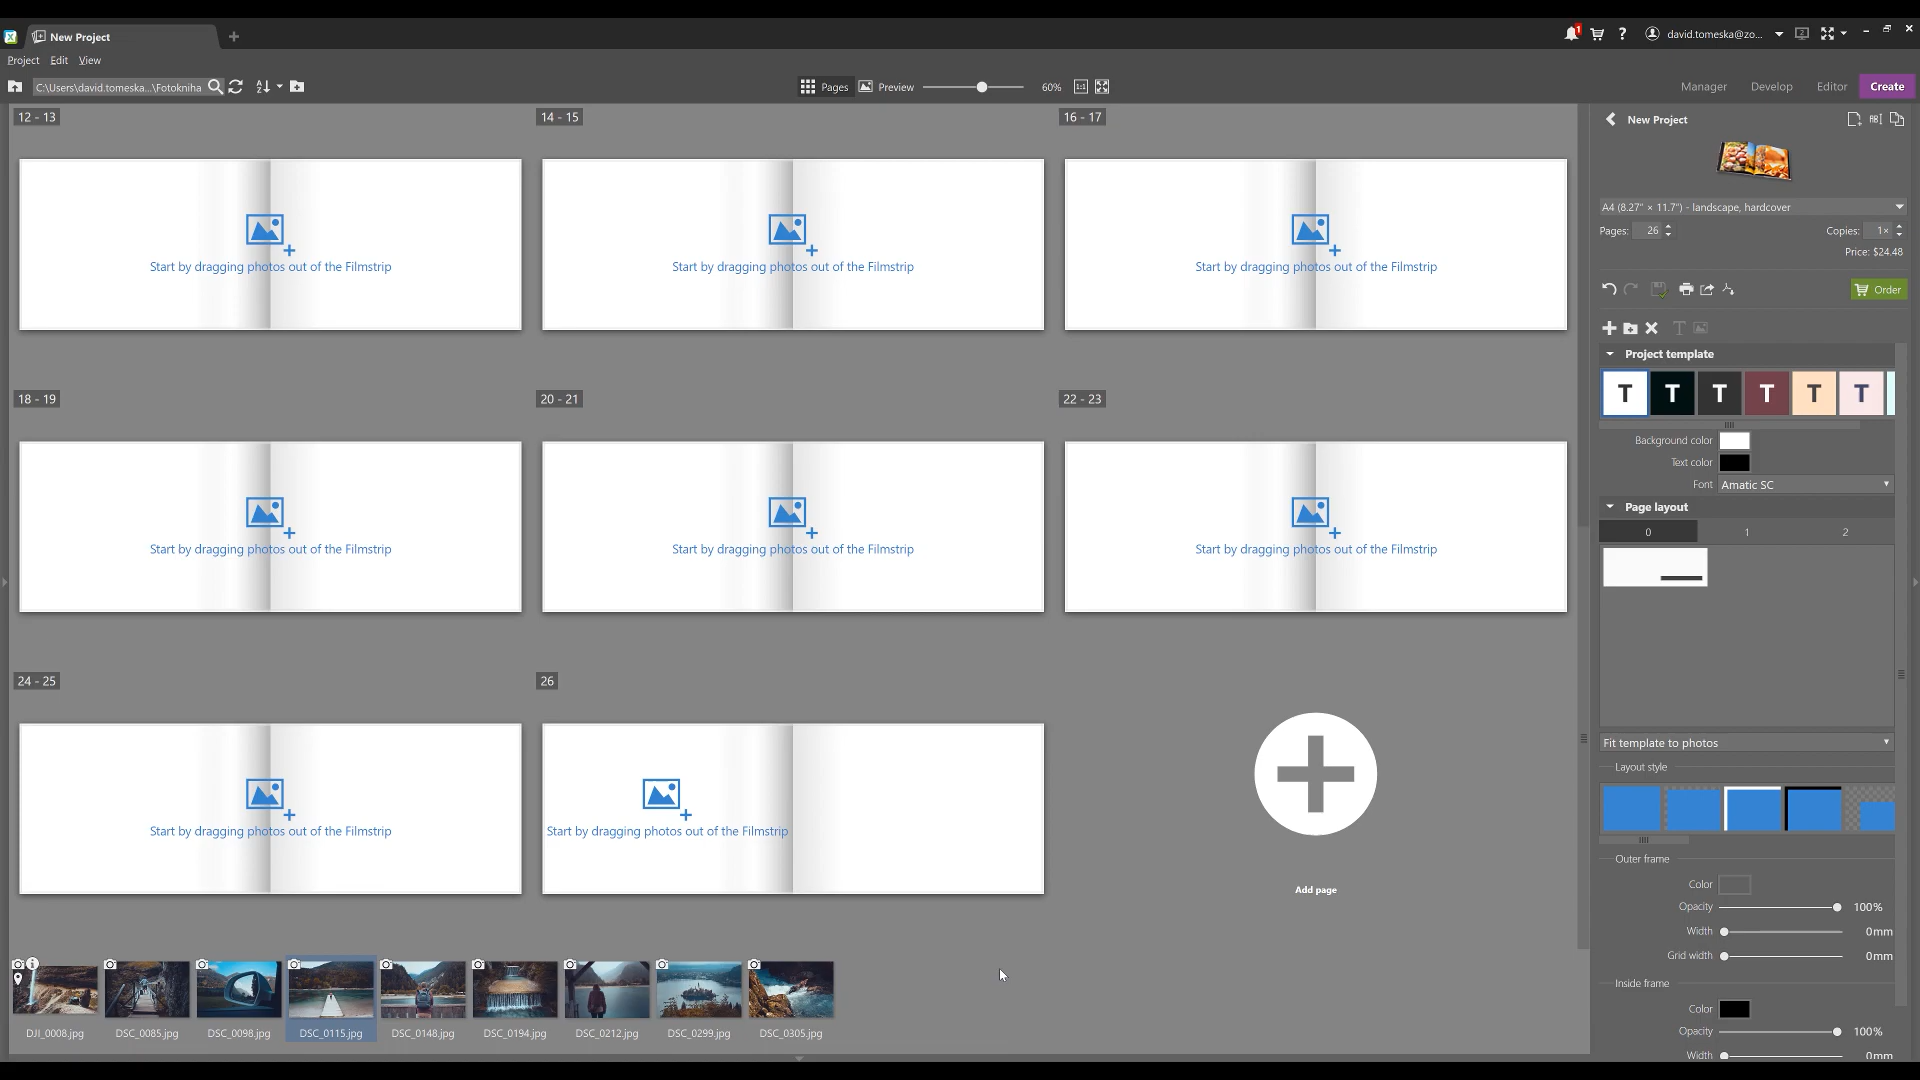 New Project
1
david.tomeska@zo...
2
Project Edit View
C:\Users\david.tomeska...\Fotokniha
Pages
Preview
60%
1:1
Manager
Develop
Editor
Create
12 - 13
14 - 15
16 - 17
Start by dragging photos out of the Filmstrip
Start by dragging photos out of the Filmstrip
Start by dragging photos out of the Filmstrip
18 - 19
20 - 21
22 - 23
Start by dragging photos out of the Filmstrip
Start by dragging photos out of the Filmstrip
Start by dragging photos out of the Filmstrip
24 - 25
26
Start by dragging photos out of the Filmstrip
Start by dragging photos out of the Filmstrip
Add page
DJI_0008.jpg
DSC_0085.jpg
DSC_0098.jpg
DSC_0115.jpg
DSC_0148.jpg
DSC_0194.jpg
DSC_0212.jpg
DSC_0299.jpg
DSC_0305.jpg
New Project
A4 (8.27" × 11.7") - landscape, hardcover
Pages: 26
Copies: 1×
Price: $24.48
Order
Project template
T T T T T T
Background color
Text color
Font Amatic SC
Page layout
0 1 2
Fit template to photos
Layout style
Outer frame
Color
Opacity 100%
Width 0mm
Grid width 0mm
Inside frame
Color
Opacity 100%
Width 0mm